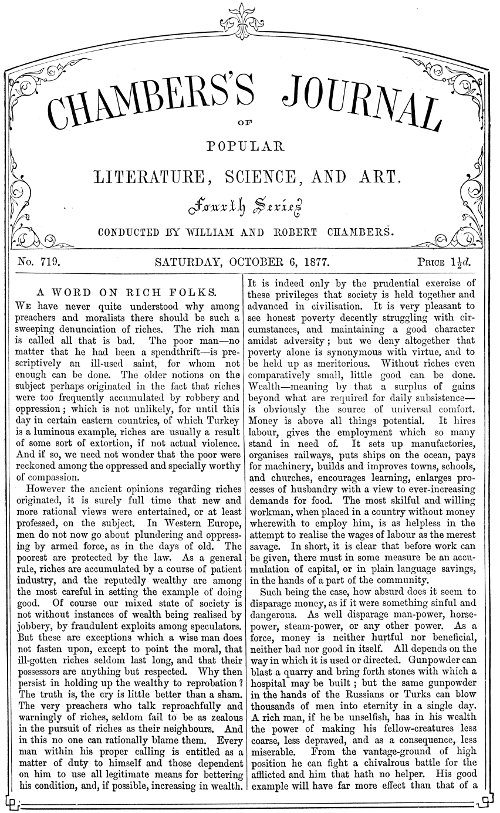 CHAMBERS'S JOURNAL
OF
POPULAR
LITERATURE, SCIENCE, AND ART.
Fourth Series
CONDUCTED BY WILLIAM AND ROBERT CHAMBERS.
No. 719. SATURDAY, OCTOBER 6, 1877. PRICE 1½d.
A WORD ON RICH FOLKS.
WE have never quite understood why among
preachers and moralists there should be such a
sweeping denunciation of riches. The rich man
is called all that is bad. The poor man—no
matter that he had been a spendthrift—is pre-
scriptively an ill-used saint, for whom not
enough can be done. The older notions on the
subject perhaps originated in the fact that riches
were too frequently accumulated by robbery and
oppression; which is not unlikely, for until this
day in certain eastern countries, of which Turkey
is a luminous example, riches are usually a result
of some sort of extortion, if not actual violence.
And if so, we need not wonder that the poor were
reckoned among the oppressed and specially worthy
of compassion.
However the ancient opinions regarding riches
originated, it is surely full time that new and
more rational views were entertained, or at least
professed, on the subject. In Western Europe,
men do not now go about plundering and oppress-
ing by armed force, as in the days of old. The
poorest are protected by the law. As a general
rule, riches are accumulated by a course of patient
industry, and the reputedly wealthy are among
the most careful in setting the example of doing
good. Of course our mixed state of society is
not without instances of wealth being realised by
jobbery, by fraudulent exploits among speculators.
But these are exceptions which a wise man does
not fasten upon, except to point the moral, that
ill-gotten riches seldom last long, and that their
possessors are anything but respected. Why then
persist in holding up the wealthy to reprobation?
The truth is, the cry is little better than a sham.
The very preachers who talk reproachfully and
warningly of riches, seldom fail to be as zealous
in the pursuit of riches as their neighbours. And
in this no one can rationally blame them. Every
man within his proper calling is entitled as a
matter of duty to himself and those dependent
on him to use all legitimate means for bettering
his condition, and, if possible, increasing in wealth.
It is indeed only by the prudential exercise of
these privileges that society is held together and
advanced in civilisation. It is very pleasant to
see honest poverty decently struggling with cir-
cumstances, and maintaining a good character
amidst adversity; but we deny altogether that
poverty alone is synonymous with virtue, and to
be held up as meritorious. Without riches even
comparatively small, little good can be done.
Wealth—meaning by that a surplus of gains
beyond what are required for daily subsistence—
is obviously the source of universal comfort.
Money is above all things potential. It hires
labour, gives the employment which so many
stand in need of. It sets up manufactories,
organises railways, puts ships on the ocean, pays
for machinery, builds and improves towns, schools,
and churches, encourages learning, enlarges pro-
cesses of husbandry with a view to ever-increasing
demands for food. The most skilful and willing
workman, when placed in a country without money
wherewith to employ him, is as helpless in the
attempt to realise the wages of labour as the merest
savage. In short, it is clear that before work can
be given, there must in some measure be an accu-
mulation of capital, or in plain language savings,
in the hands of a part of the community.
Such being the case, how absurd does it seem to
disparage money, as if it were something sinful and
dangerous. As well disparage man-power, horse-
power, steam-power, or any other power. As a
force, money is neither hurtful nor beneficial,
neither bad nor good in itself. All depends on the
way in which it is used or directed. Gunpowder can
blast a quarry and bring forth stones with which a
hospital may be built; but the same gunpowder
in the hands of the Russians or Turks can blow
thousands of men into eternity in a single day.
A rich man, if he be unselfish, has in his wealth
the power of making his fellow-creatures less
coarse, less depraved, and as a consequence, less
miserable. From the vantage-ground of high
position he can fight a chivalrous battle for the
afflicted and him that hath no helper. His good
example will have far more effect than that of a